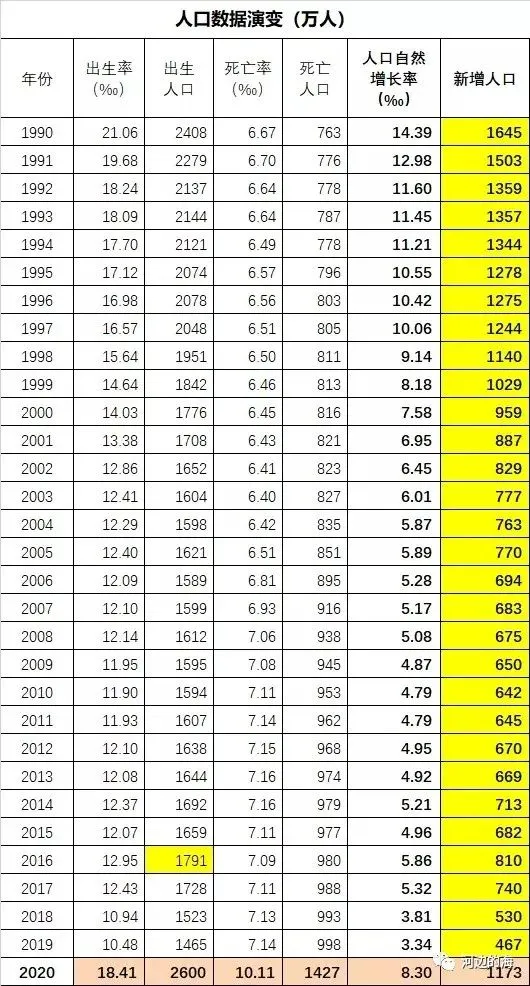 人口数据演变（万人）
年份 出生率（‰） 出生人口 死亡率（‰） 死亡人口 人口自然增长率（‰） 新增人口
1990 21.06 2408 6.67 763 14.39 1645
1991 19.68 2279 6.70 776 12.98 1503
1992 18.24 2137 6.64 778 11.60 1359
1993 18.09 2144 6.64 787 11.45 1357
1994 17.70 2121 6.49 778 11.21 1344
1995 17.12 2074 6.57 796 10.55 1278
1996 16.98 2078 6.56 803 10.42 1275
1997 16.57 2048 6.51 805 10.06 1244
1998 15.64 1951 6.50 811 9.14 1140
1999 14.64 1842 6.46 813 8.18 1029
2000 14.03 1776 6.45 816 7.58 959
2001 13.38 1708 6.43 821 6.95 887
2002 12.86 1652 6.41 823 6.45 829
2003 12.41 1604 6.40 827 6.01 777
2004 12.29 1598 6.42 835 5.87 763
2005 12.40 1621 6.51 851 5.89 770
2006 12.09 1589 6.81 895 5.28 694
2007 12.10 1599 6.93 916 5.17 683
2008 12.14 1612 7.06 938 5.08 675
2009 11.95 1595 7.08 945 4.87 650
2010 11.90 1594 7.11 953 4.79 642
2011 11.93 1607 7.14 962 4.79 645
2012 12.10 1638 7.15 968 4.95 670
2013 12.08 1644 7.16 974 4.92 669
2014 12.37 1692 7.16 979 5.21 713
2015 12.07 1659 7.11 977 4.96 682
2016 12.95 1791 7.09 980 5.86 810
2017 12.43 1728 7.11 988 5.32 740
2018 10.94 1523 7.13 993 3.81 530
2019 10.48 1465 7.14 998 3.34 467
2020 18.41 2600 10.11 1427 8.30 1173
河边的海